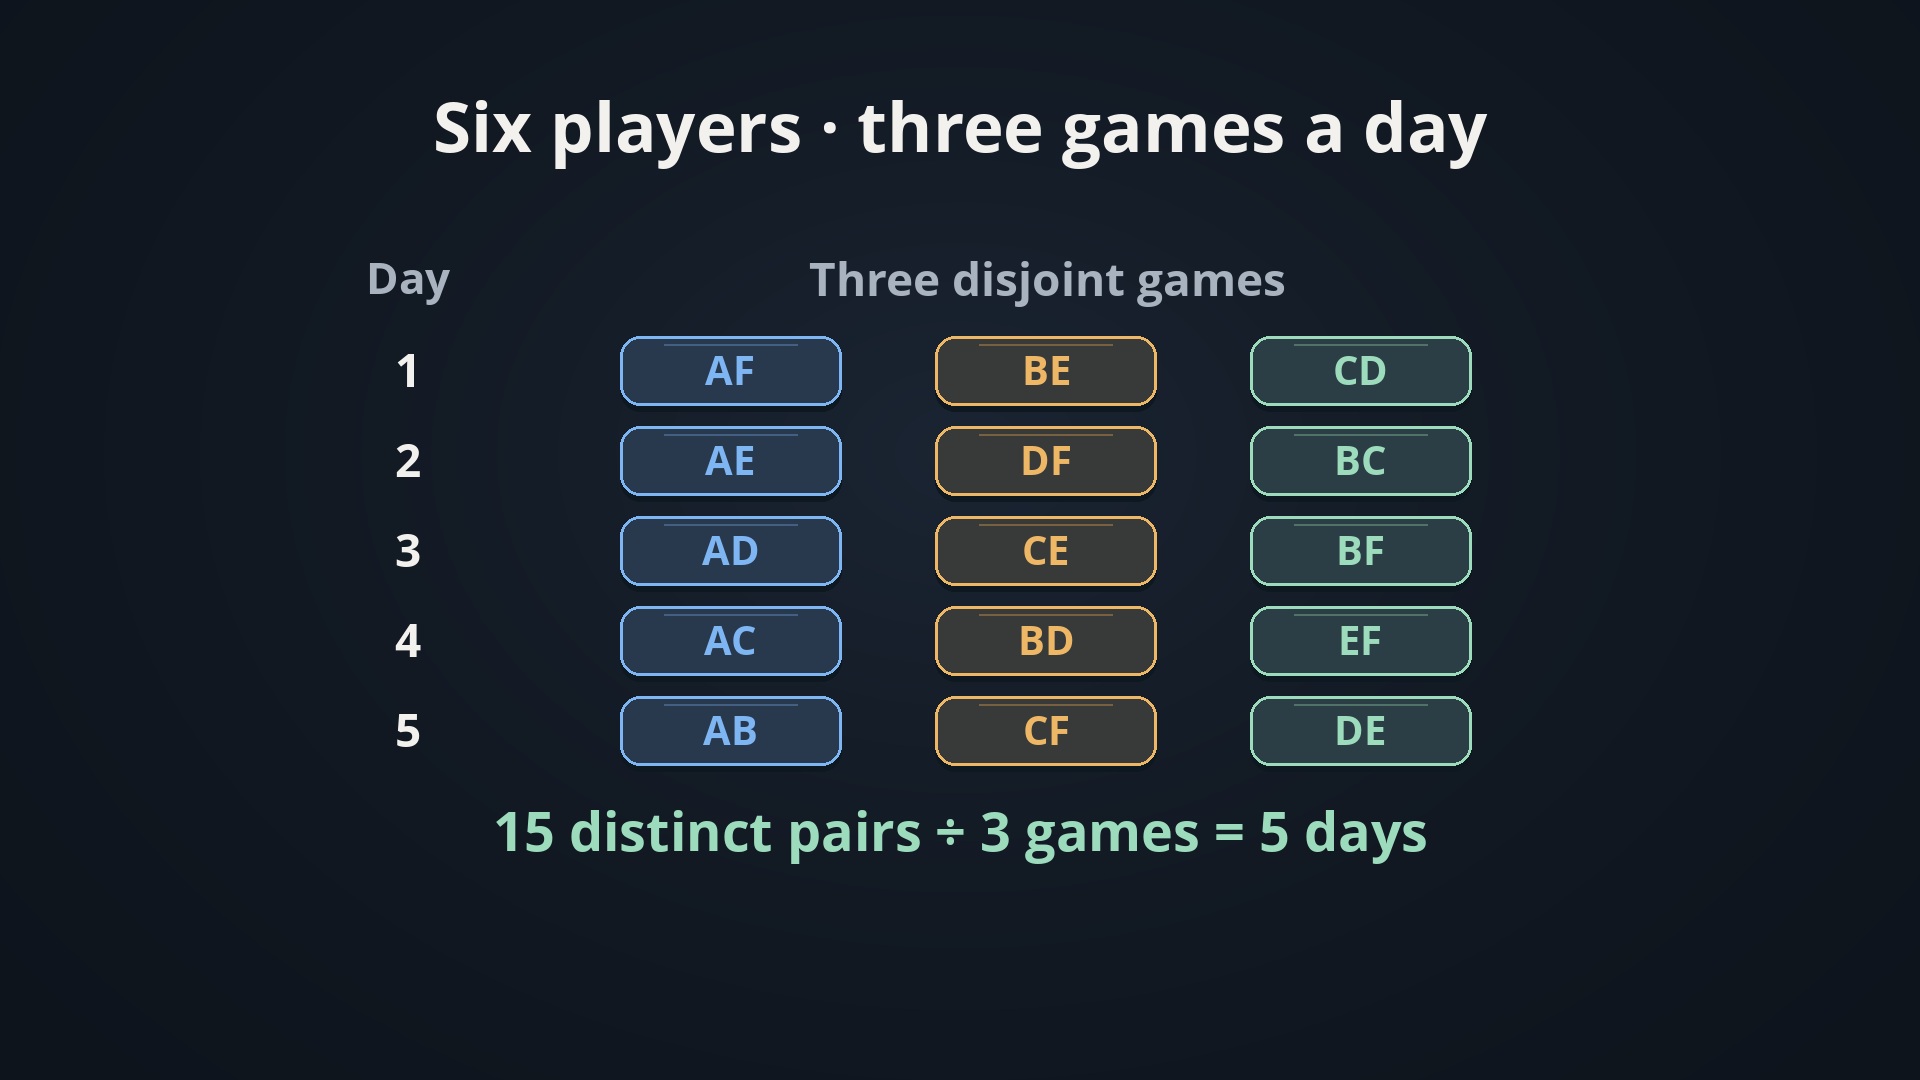 Six players · three games a day
Day Three disjoint games
1 AF BE CD
2 AE DF BC
3 AD CE BF
4 AC BD EF
5 AB CF DE
15 distinct pairs ÷ 3 games = 5 days